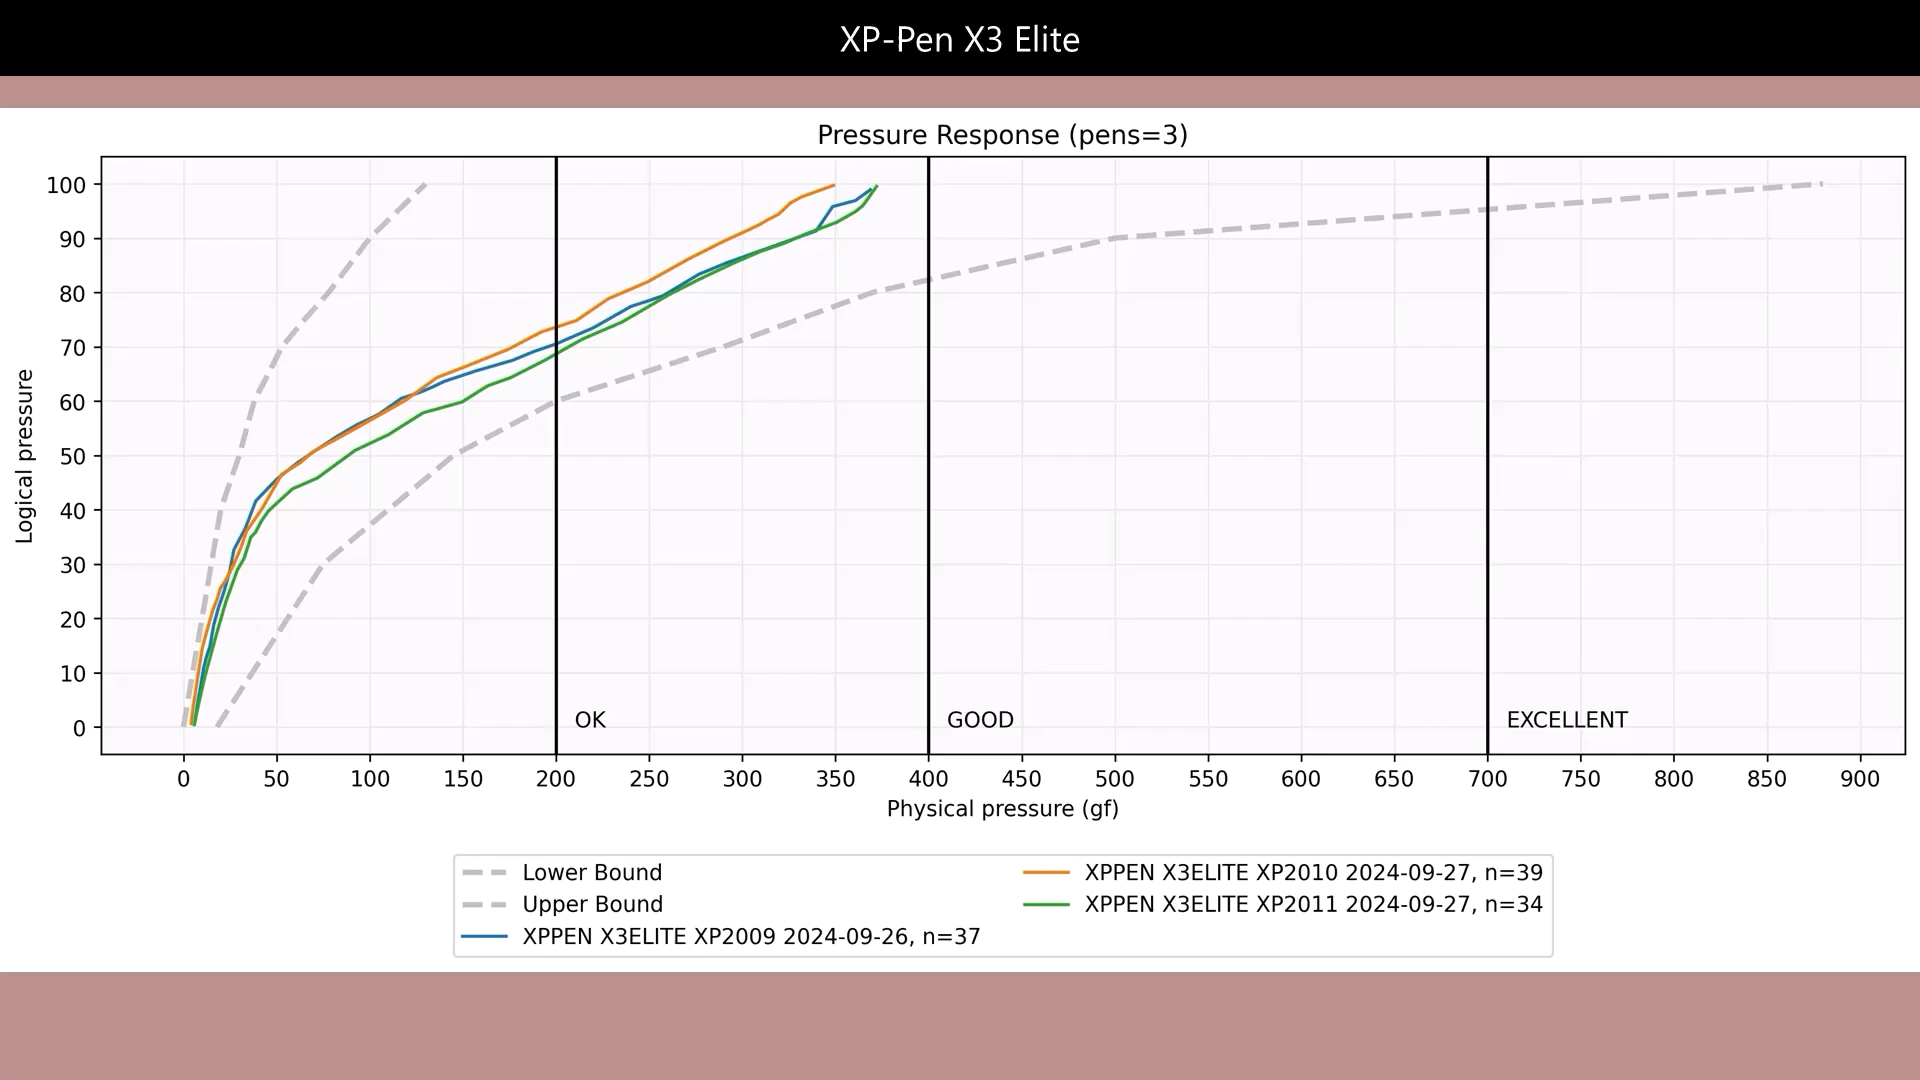 XP-Pen X3 Elite
Pressure Response (pens=3)
Logical pressure
100
90
80
70
60
50
40
30
20
10
0
OK
GOOD
EXCELLENT
0 50 100 150 200 250 300 350 400 450 500 550 600 650 700 750 800 850 900
Physical pressure (gf)
Lower Bound
Upper Bound
XPPEN X3ELITE XP2009 2024-09-26, n=37
XPPEN X3ELITE XP2010 2024-09-27, n=39
XPPEN X3ELITE XP2011 2024-09-27, n=34